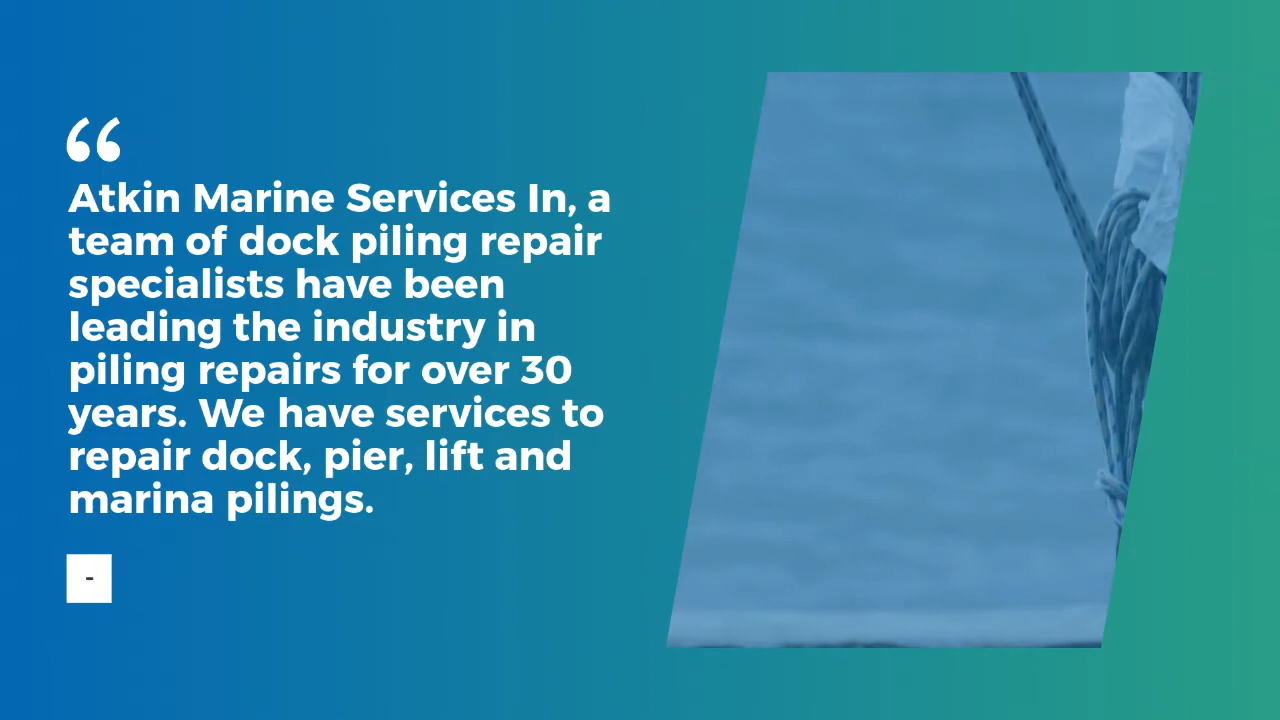 “
Atkin Marine Services In, a
team of dock piling repair
specialists have been
leading the industry in
piling repairs for over 30
years. We have services to
repair dock, pier, lift and
marina pilings.
-